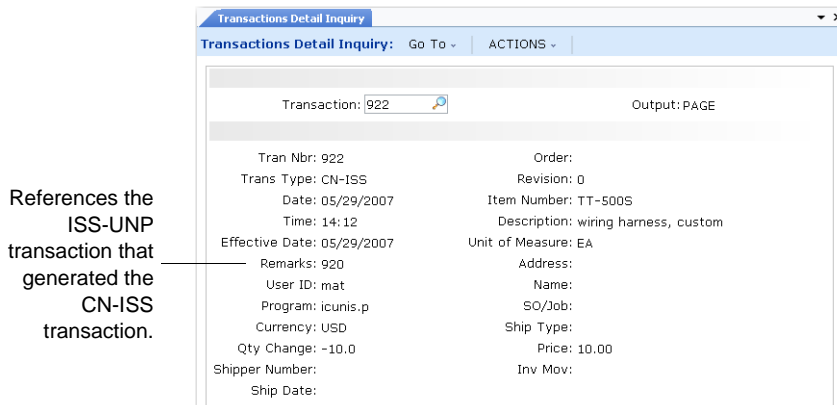 Transactions Detail Inquiry
Transactions Detail Inquiry: Go To ACTIONS
Transaction: 922 Output: PAGE
Tran Nbr: 922 Order:
Trans Type: CN-ISS Revision: 0
Date: 05/29/2007 Item Number: TT-500S
Time: 14:12 Description: wiring harness, custom
Effective Date: 05/29/2007 Unit of Measure: EA
Remarks: 920 Address:
User ID: mat Name:
Program: icunis.p SO/Job:
Currency: USD Ship Type:
Qty Change: -10.0 Price: 10.00
Shipper Number: Inv Mov:
Ship Date:
References the
ISS-UNP
transaction that
generated the
CN-ISS
transaction.